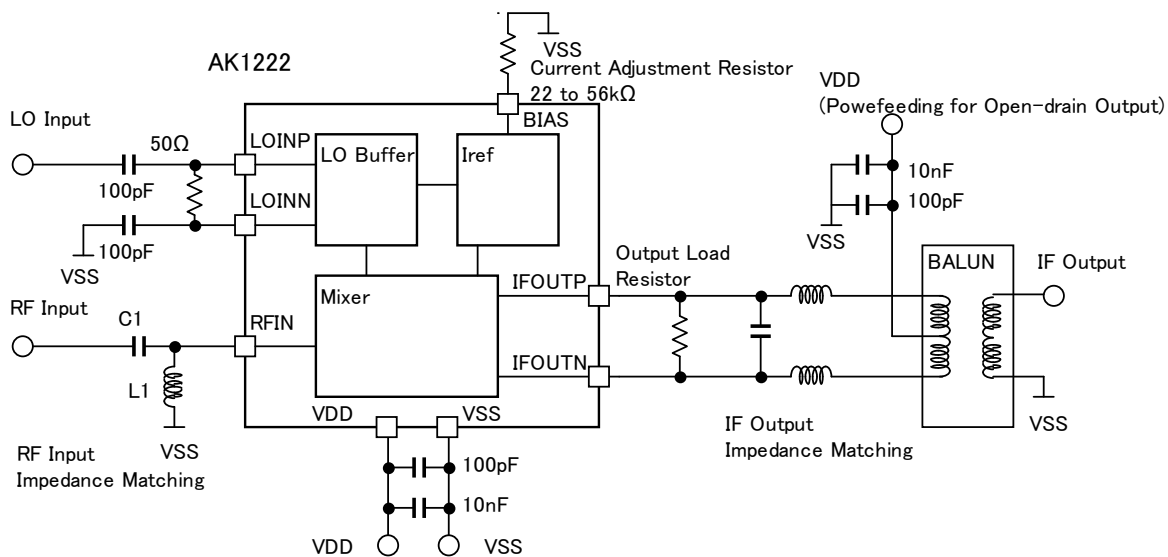 AK1222
VSS
Current Adjustment Resistor
22 to 56kΩ
BIAS
VDD
(Powefeeding for Open-drain Output)
LO Input
50Ω
100pF
LOINP
LO Buffer
Iref
LOINN
100pF
VSS
10nF
100pF
VSS
RF Input
C1
L1
VSS
RFIN
Mixer
IFOUTP
IFOUTN
Output Load
Resistor
BALUN
IF Output
VSS
RF Input
Impedance Matching
IF Output
Impedance Matching
VDD
VSS
100pF
10nF
VDD
VSS